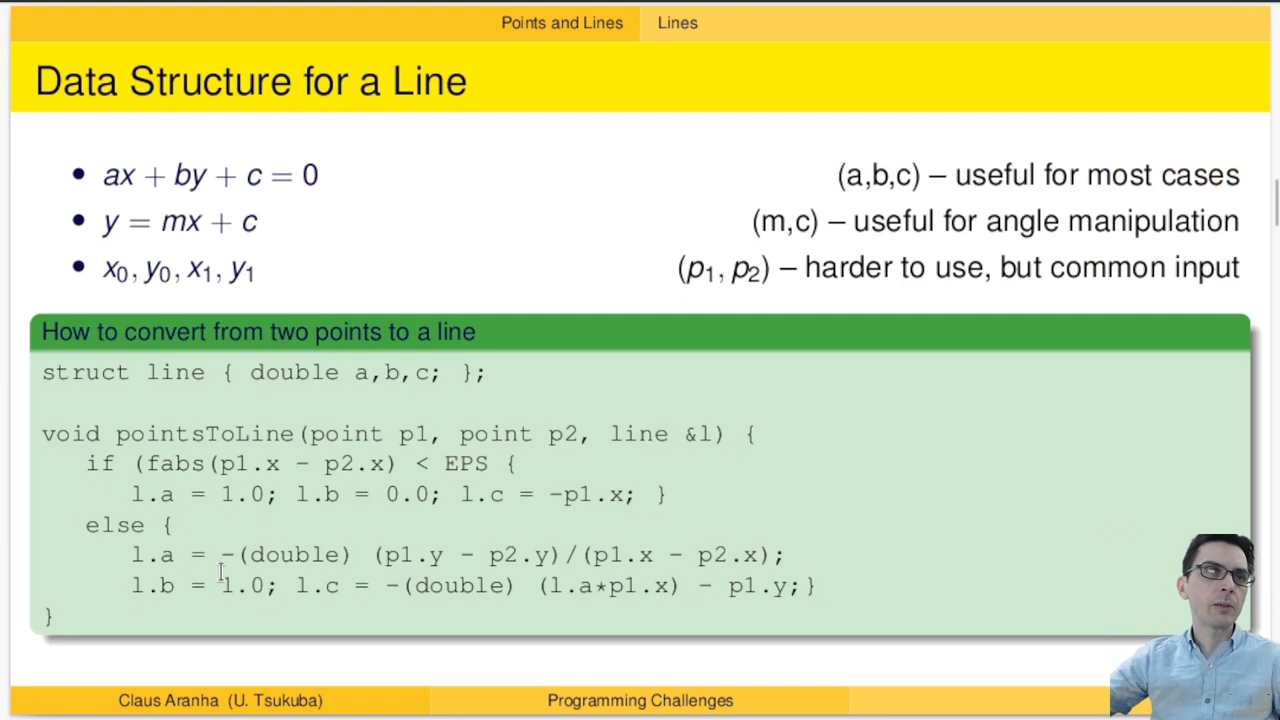 Points and Lines Lines
Data Structure for a Line
• ax + by + c = 0 (a,b,c) – useful for most cases
• y = mx + c (m,c) – useful for angle manipulation
• x₀, y₀, x₁, y₁ (p₁, p₂) – harder to use, but common input
How to convert from two points to a line
struct line { double a,b,c; };
void pointsToLine(point p1, point p2, line &l) {
if (fabs(p1.x - p2.x) < EPS {
l.a = 1.0; l.b = 0.0; l.c = -p1.x; }
else {
l.a = -(double) (p1.y - p2.y)/(p1.x - p2.x);
l.b = 1.0; l.c = -(double) (l.a*p1.x) - p1.y;}
}
Claus Aranha (U. Tsukuba) Programming Challenges